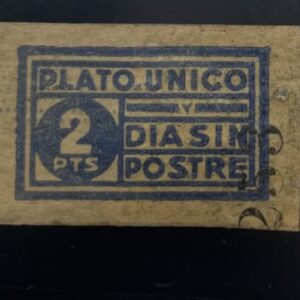 PLATO UNICO
Y
2
PTS
DIA SIN
POSTRE